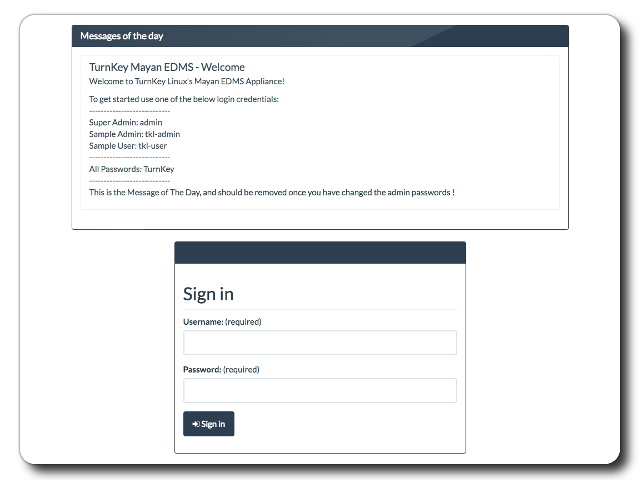 Messages of the day
TurnKey Mayan EDMS - Welcome
Welcome to TurnKey Linux's Mayan EDMS Appliance!
To get started use one of the below login credentials:
----------------------------
Super Admin: admin
Sample Admin: tkl-admin
Sample User: tkl-user
----------------------------
All Passwords: TurnKey
----------------------------
This is the Message of The Day, and should be removed once you have changed the admin passwords !
Sign in
Username: (required)
Password: (required)
Sign in